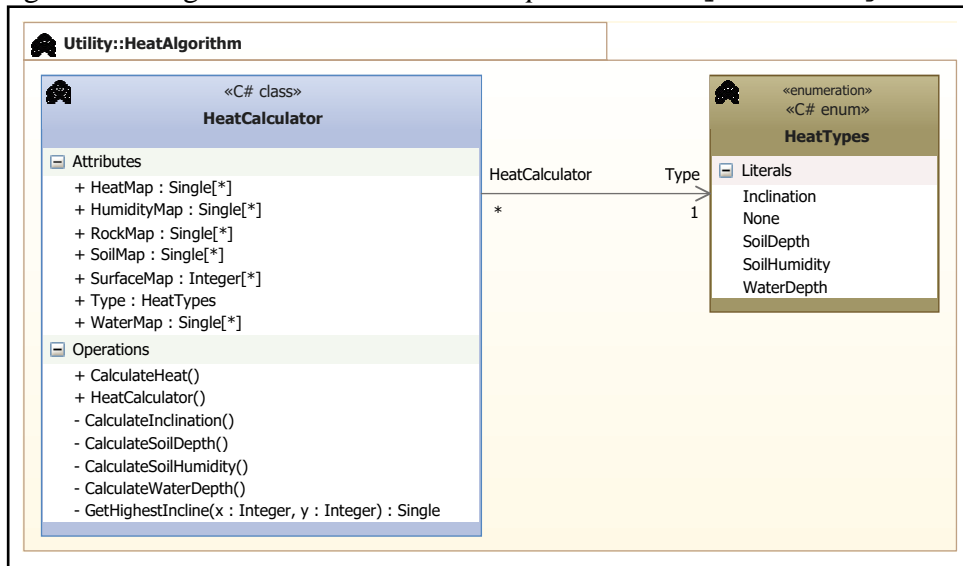 Utility::HeatAlgorithm
«C# class»
HeatCalculator
Attributes
+ HeatMap : Single[*]
+ HumidityMap : Single[*]
+ RockMap : Single[*]
+ SoilMap : Single[*]
+ SurfaceMap : Integer[*]
+ Type : HeatTypes
+ WaterMap : Single[*]
Operations
+ CalculateHeat()
+ HeatCalculator()
- CalculateInclination()
- CalculateSoilDepth()
- CalculateSoilHumidity()
- CalculateWaterDepth()
- GetHighestIncline(x : Integer, y : Integer) : Single
HeatCalculator Type
* 1
«enumeration»
«C# enum»
HeatTypes
Literals
Inclination
None
SoilDepth
SoilHumidity
WaterDepth